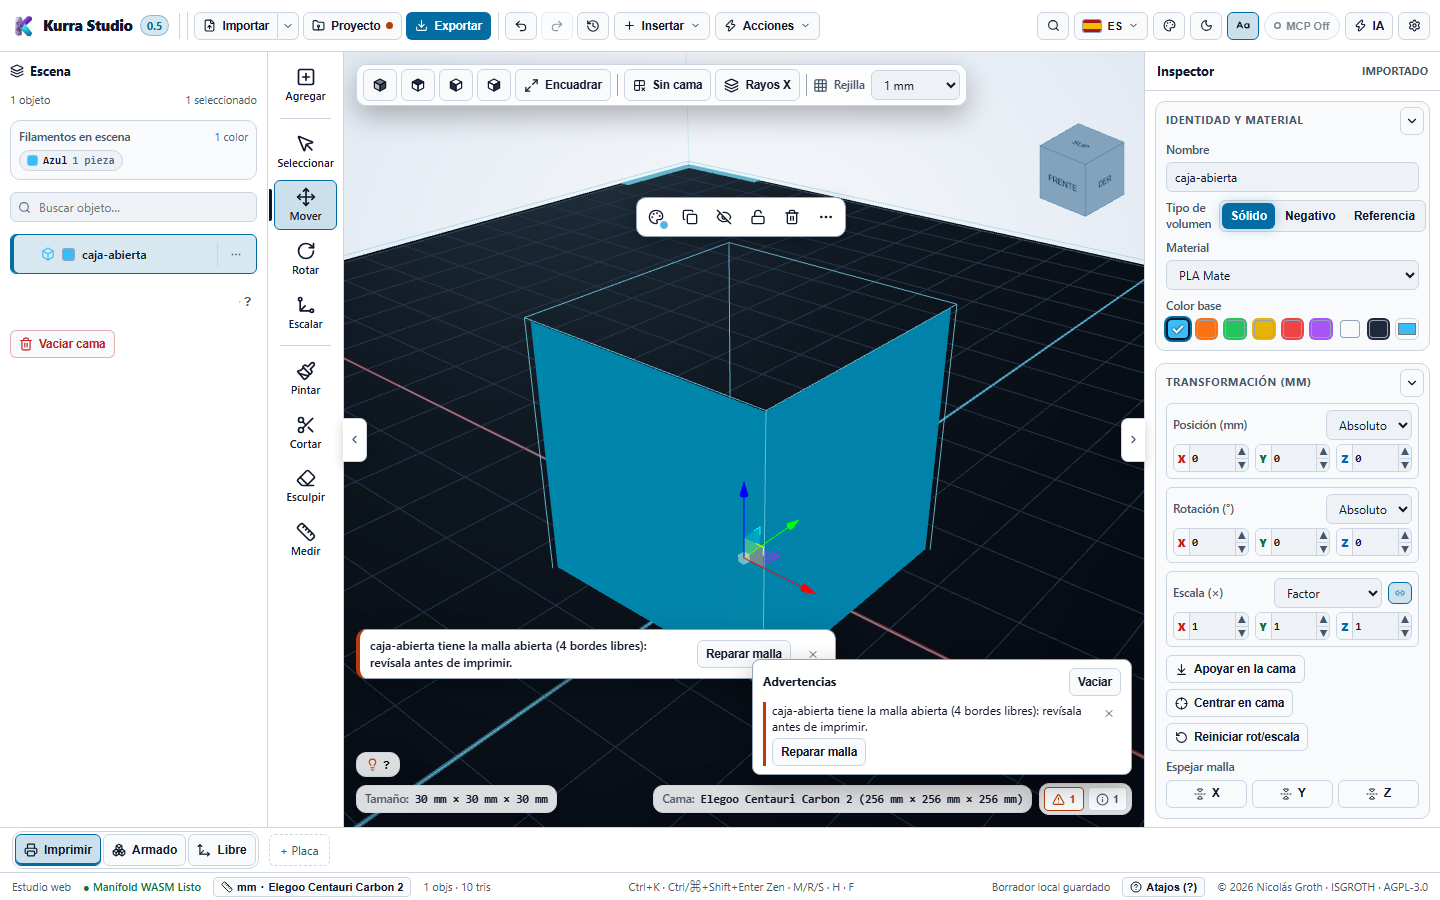 Kurra Studio 0.5
Importar
Proyecto
Exportar
Insertar
Acciones
ES
Aa
MCP Off
IA
Escena
1 objeto
1 seleccionado
Filamentos en escena
1 color
Azul 1 pieza
Buscar objeto...
caja-abierta
?
Vaciar cama
Agregar
Seleccionar
Mover
Rotar
Escalar
Pintar
Cortar
Esculpir
Medir
Encuadrar
Sin cama
Rayos X
Rejilla
1 mm
FRENTE
DER
caja-abierta tiene la malla abierta (4 bordes libres):
revísala antes de imprimir.
Reparar malla
Advertencias
Vaciar
caja-abierta tiene la malla abierta (4 bordes libres): revísala
antes de imprimir.
Reparar malla
?
Tamaño: 30 mm × 30 mm × 30 mm
Cama: Elegoo Centauri Carbon 2 (256 mm × 256 mm × 256 mm)
1
1
Inspector
IMPORTADO
IDENTIDAD Y MATERIAL
Nombre
caja-abierta
Tipo de
volumen
Sólido
Negativo
Referencia
Material
PLA Mate
Color base
TRANSFORMACIÓN (MM)
Posición (mm)
Absoluto
X 0
Y 0
Z 0
Rotación (°)
Absoluto
X 0
Y 0
Z 0
Escala (×)
Factor
X 1
Y 1
Z 1
Apoyar en la cama
Centrar en cama
Reiniciar rot/escala
Espejar malla
X
Y
Z
Imprimir
Armado
Libre
+ Placa
Estudio web
● Manifold WASM Listo
mm · Elegoo Centauri Carbon 2
1 objs · 10 tris
Ctrl+K · Ctrl/⌘+Shift+Enter Zen · M/R/S · H · F
Borrador local guardado
Atajos (?)
© 2026 Nicolás Groth · ISGROTH · AGPL-3.0